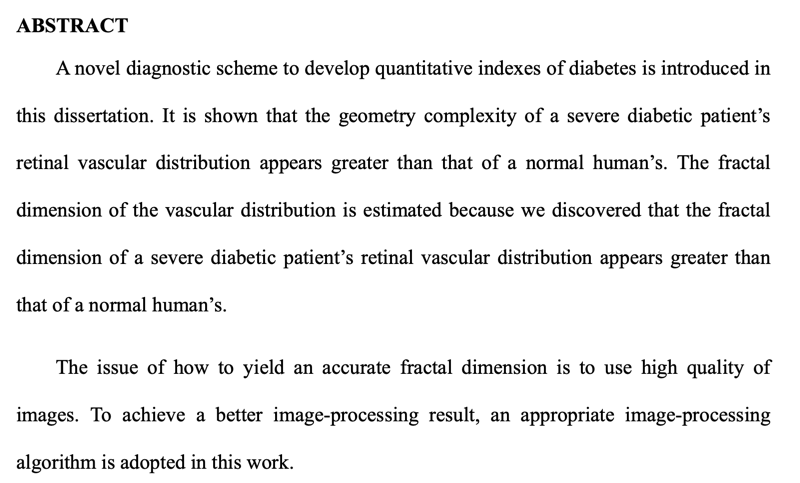 ABSTRACT
A novel diagnostic scheme to develop quantitative indexes of diabetes is introduced in
this dissertation. It is shown that the geometry complexity of a severe diabetic patient’s
retinal vascular distribution appears greater than that of a normal human’s. The fractal
dimension of the vascular distribution is estimated because we discovered that the fractal
dimension of a severe diabetic patient’s retinal vascular distribution appears greater than
that of a normal human’s.
The issue of how to yield an accurate fractal dimension is to use high quality of
images. To achieve a better image-processing result, an appropriate image-processing
algorithm is adopted in this work.